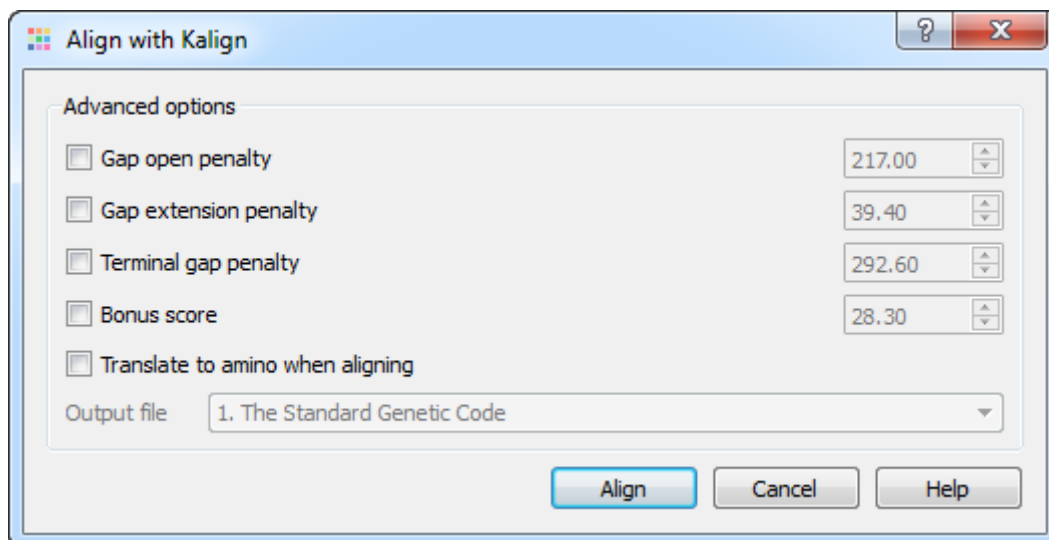 Align with Kalign
Advanced options
Gap open penalty 217.00
Gap extension penalty 39.40
Terminal gap penalty 292.60
Bonus score 28.30
Translate to amino when aligning
Output file 1. The Standard Genetic Code
Align Cancel Help